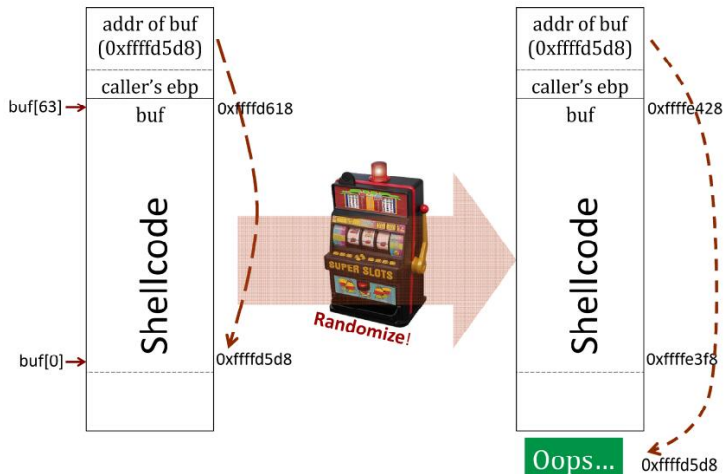 addr of buf
(0xffffd5d8)
caller's ebp
buf[63]
buf
0xffffd618
Shellcode
buf[0]
0xffffd5d8
SUPER SLOTS
Randomize!
addr of buf
(0xffffd5d8)
caller's ebp
buf
0xffffe428
Shellcode
0xffffe3f8
Oops...
0xffffd5d8